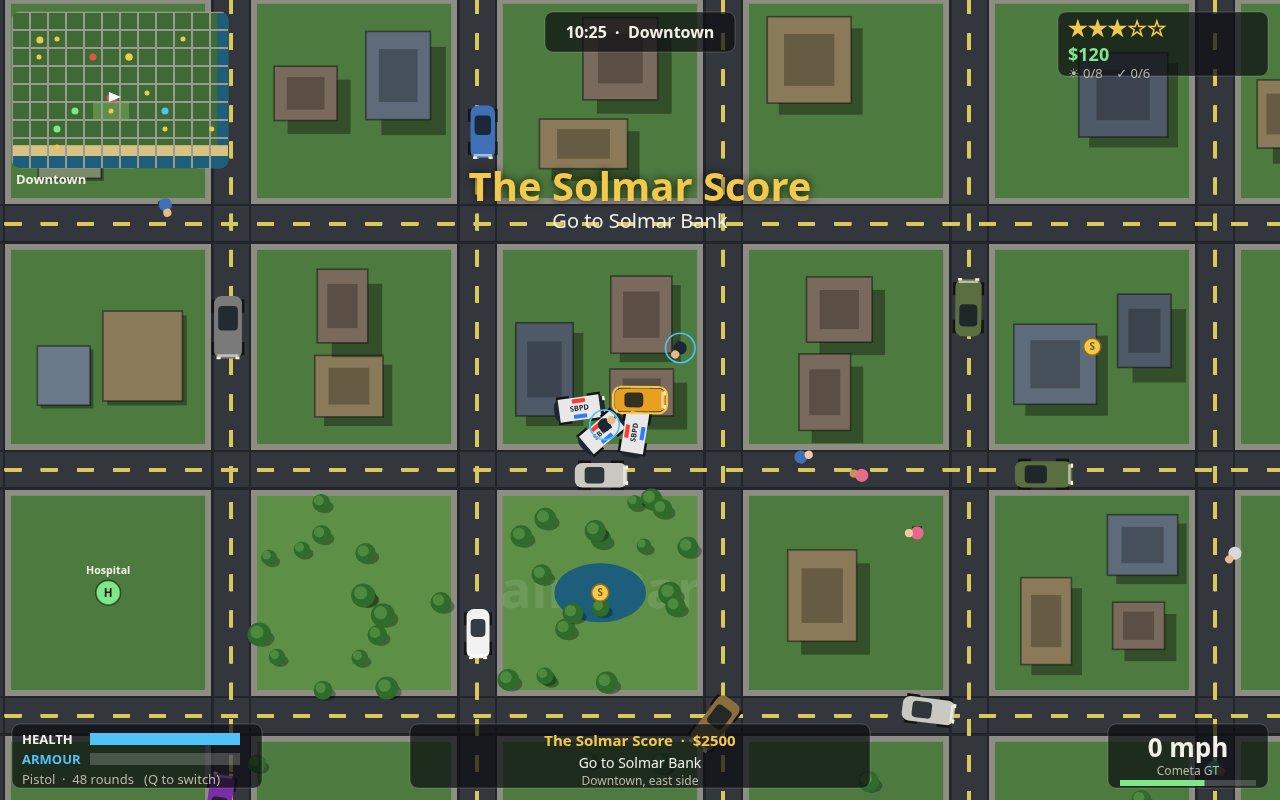 10:25 · Downtown
★★★☆☆
$120
☀ 0/8 ✓ 0/6
Downtown
The Solmar Score
Go to Solmar Bank
S
SBPD
SBPD
Hospital
H
S
HEALTH
ARMOUR
Pistol · 48 rounds (Q to switch)
The Solmar Score · $2500
Go to Solmar Bank
Downtown, east side
0 mph
Cometa GT